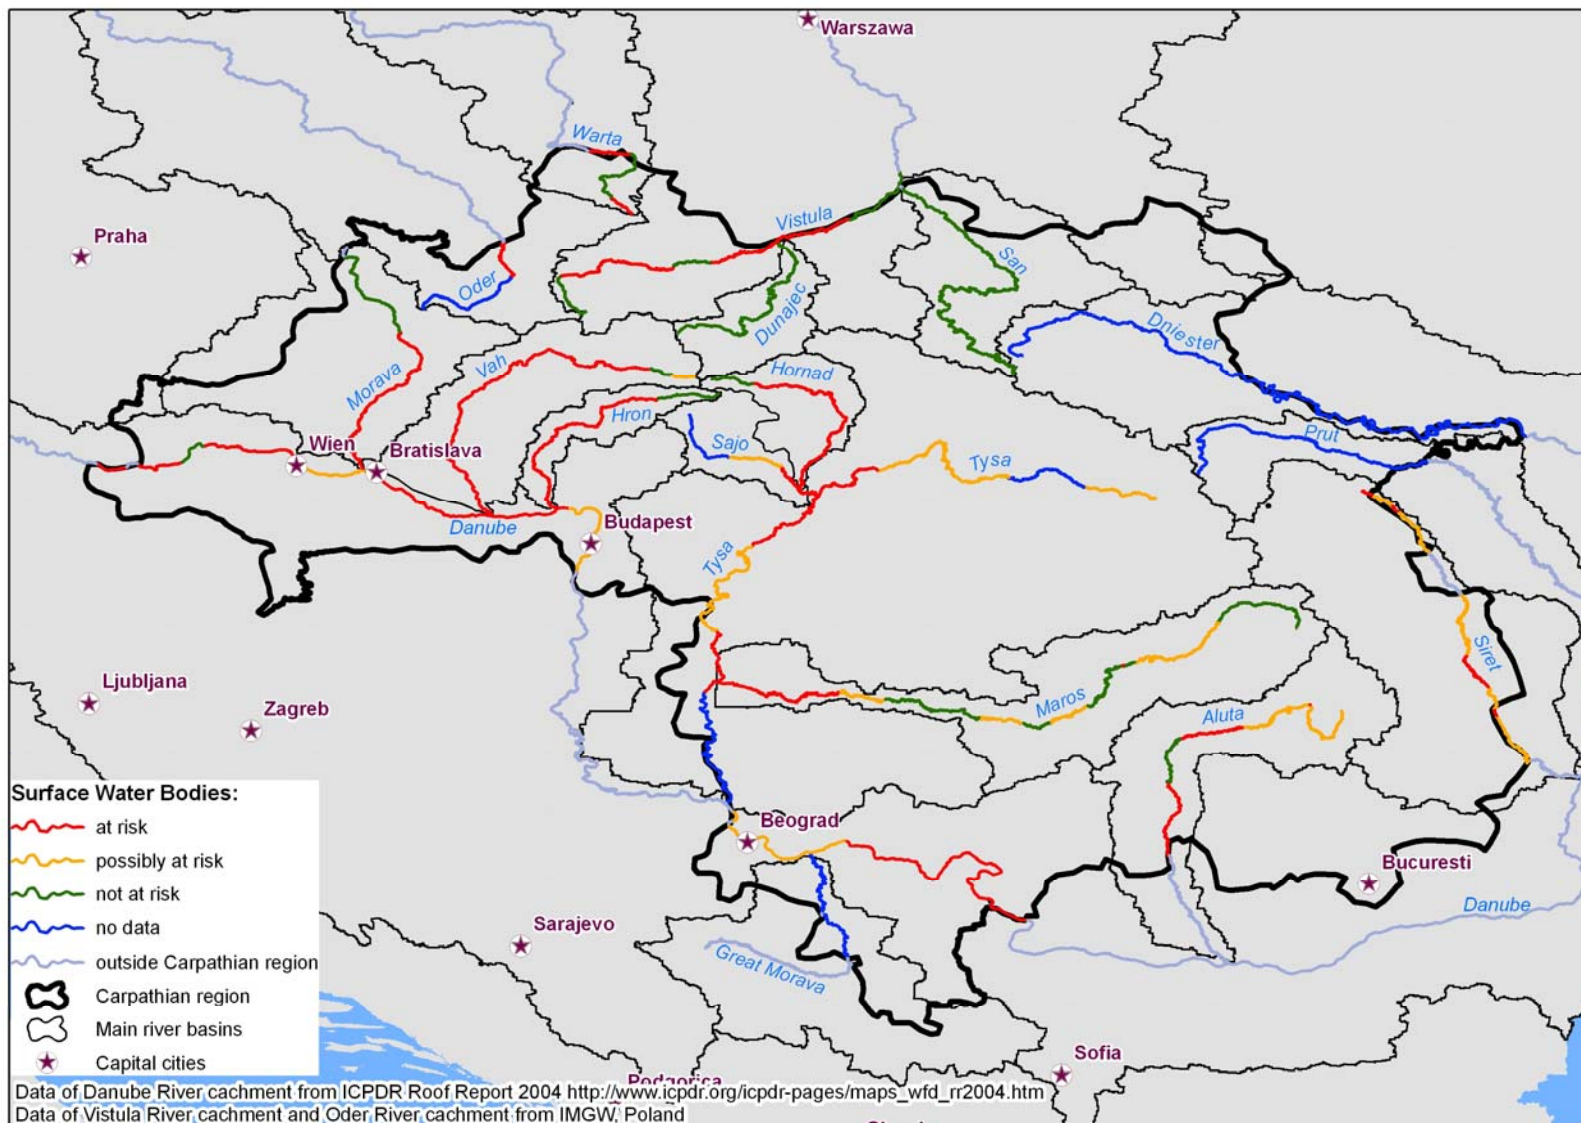 Warszawa
Warta
Praha
Vistula
Oder
San
Dunajec
Dniester
Vah
Hornad
Morava
Hron
Prut
Wien
Bratislava
Sajo
Tysa
Danube
Budapest
Tysa
Siret
Ljubljana
Zagreb
Maros
Aluta
Surface Water Bodies:
at risk
possibly at risk
not at risk
no data
outside Carpathian region
Carpathian region
Main river basins
Capital cities
Beograd
Bucuresti
Danube
Sarajevo
Great Morava
Sofia
Podgorica
Data of Danube River cachment from ICPDR Roof Report 2004 http://www.icpdr.org/icpdr-pages/maps_wfd_rr2004.htm
Data of Vistula River cachment and Oder River cachment from IMGW, Poland